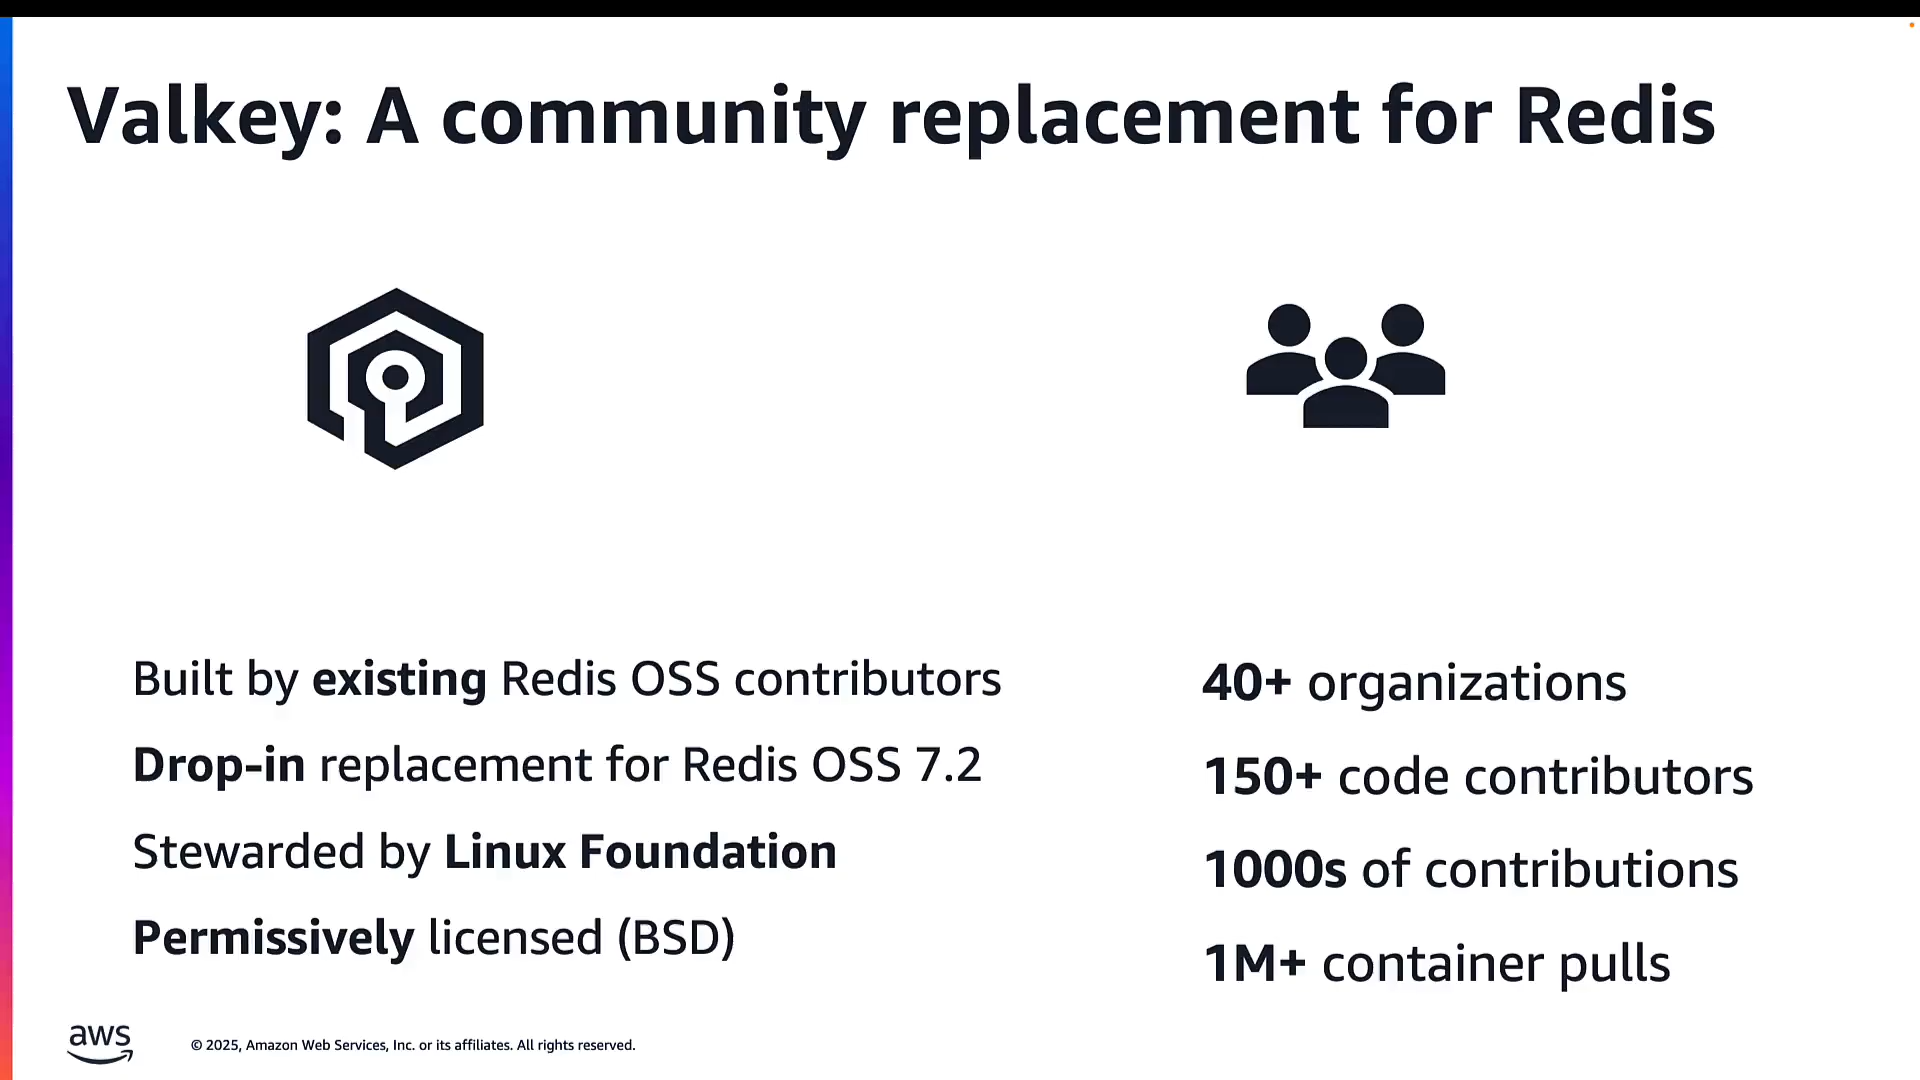 Valkey: A community replacement for Redis
Built by existing Redis OSS contributors
Drop-in replacement for Redis OSS 7.2
Stewarded by Linux Foundation
Permissively licensed (BSD)
40+ organizations
150+ code contributors
1000s of contributions
1M+ container pulls
aws
© 2025, Amazon Web Services, Inc. or its affiliates. All rights reserved.